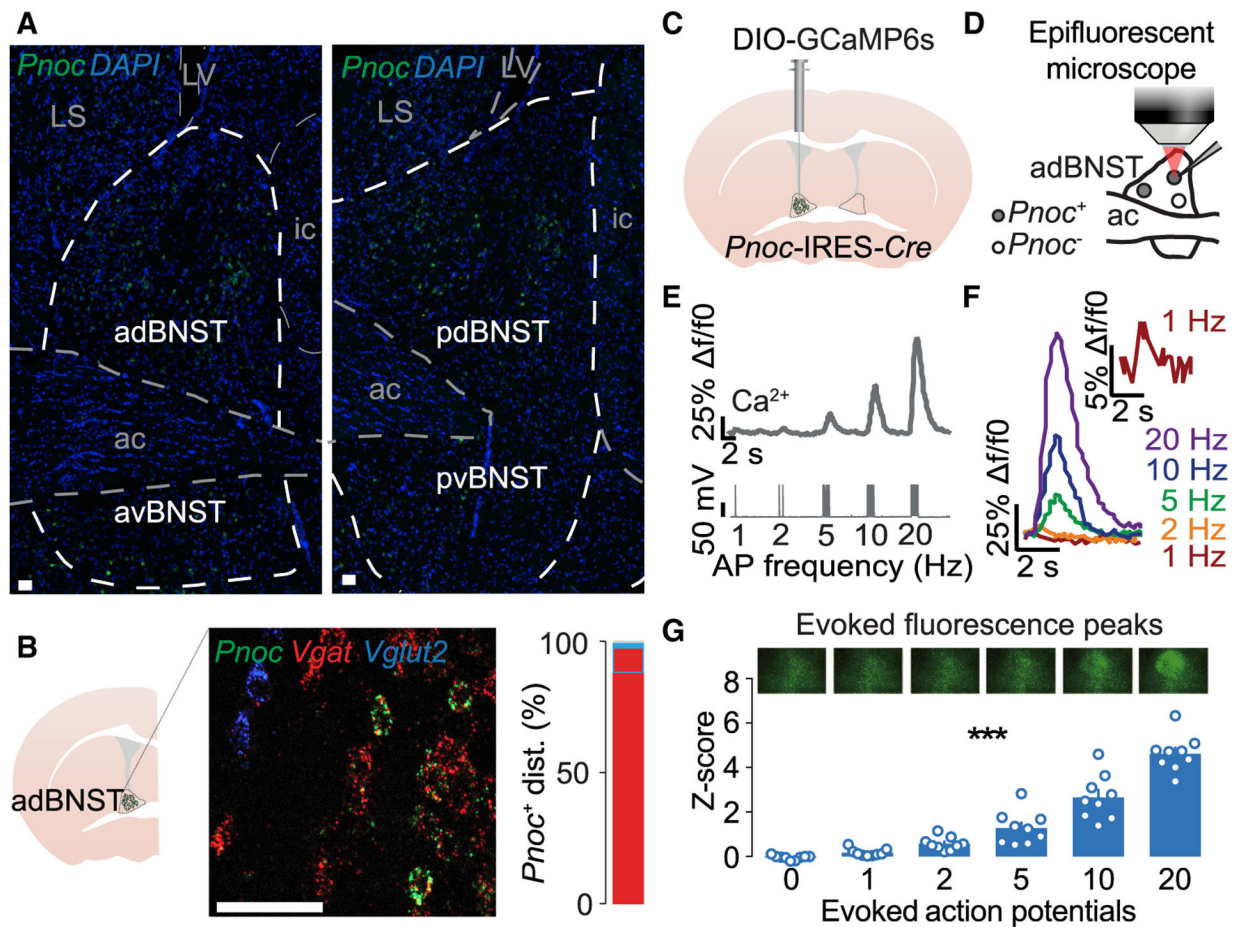 A
Pnoc DAPI
LV
LS
ic
adBNST
ac
avBNST
Pnoc DAPI
LV
LS
ic
pdBNST
ac
pvBNST
B
adBNST
Pnoc Vgat Vglut2
Pnoc⁺ dist. (%)
100
50
0
C
DIO-GCaMP6s
Pnoc-IRES-Cre
D
Epifluorescent
microscope
adBNST
ac
Pnoc⁺
Pnoc⁻
E
25% Δf/f0
Ca²⁺
2 s
50 mV
1 2 5 10 20
AP frequency (Hz)
F
5% Δf/f0
1 Hz
2 s
25% Δf/f0
2 s
20 Hz
10 Hz
5 Hz
2 Hz
1 Hz
G
Evoked fluorescence peaks
Z-score
8
6
4
2
0
***
0 1 2 5 10 20
Evoked action potentials